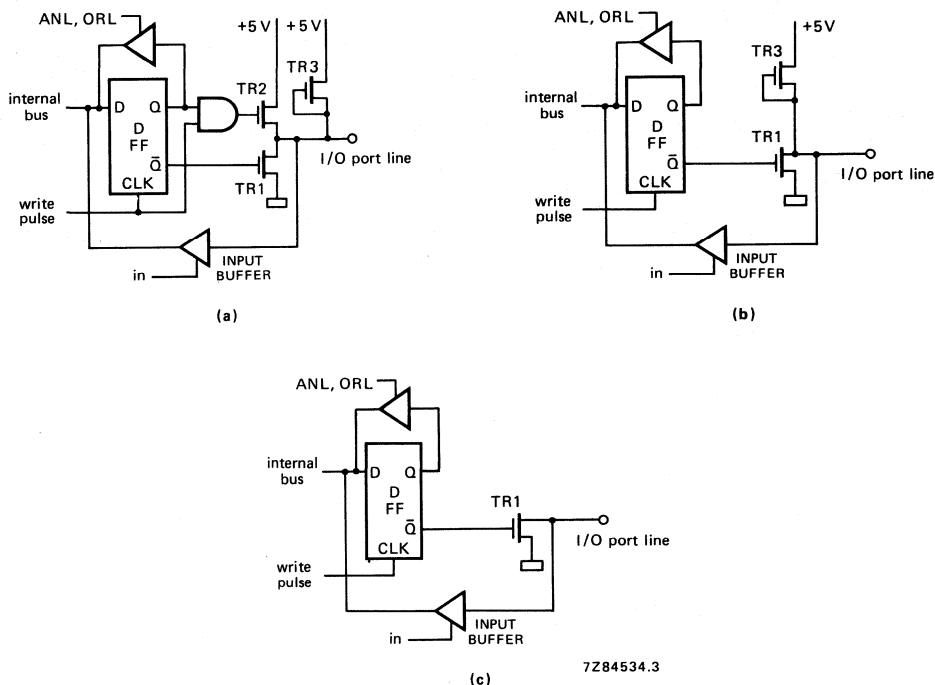 ANL, ORL
+5V +5V
TR3
TR2
internal
bus
D
Q
D
FF
Q̅
CLK
TR1
I/O port line
write
pulse
INPUT
BUFFER
in
(a)
ANL, ORL
+5V
TR3
internal
bus
D
Q
D
FF
Q̅
CLK
TR1
I/O port line
write
pulse
INPUT
BUFFER
in
(b)
ANL, ORL
internal
bus
D
Q
D
FF
Q̅
CLK
TR1
I/O port line
write
pulse
INPUT
BUFFER
in
(c)
7Z84534.3